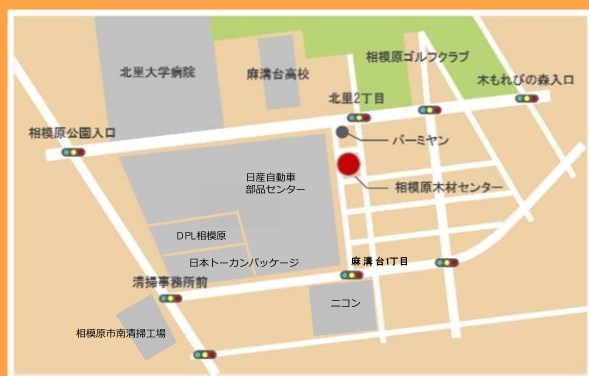 相模原ゴルフクラブ
北里大学病院
麻溝台高校
木もれびの森入口
北里2丁目
相模原公園入口
バーミヤン
日産自動車
部品センター
相模原木材センター
DPL相模原
日本トーカンパッケージ
麻溝台1丁目
清掃事務所前
ニコン
相模原市南清掃工場